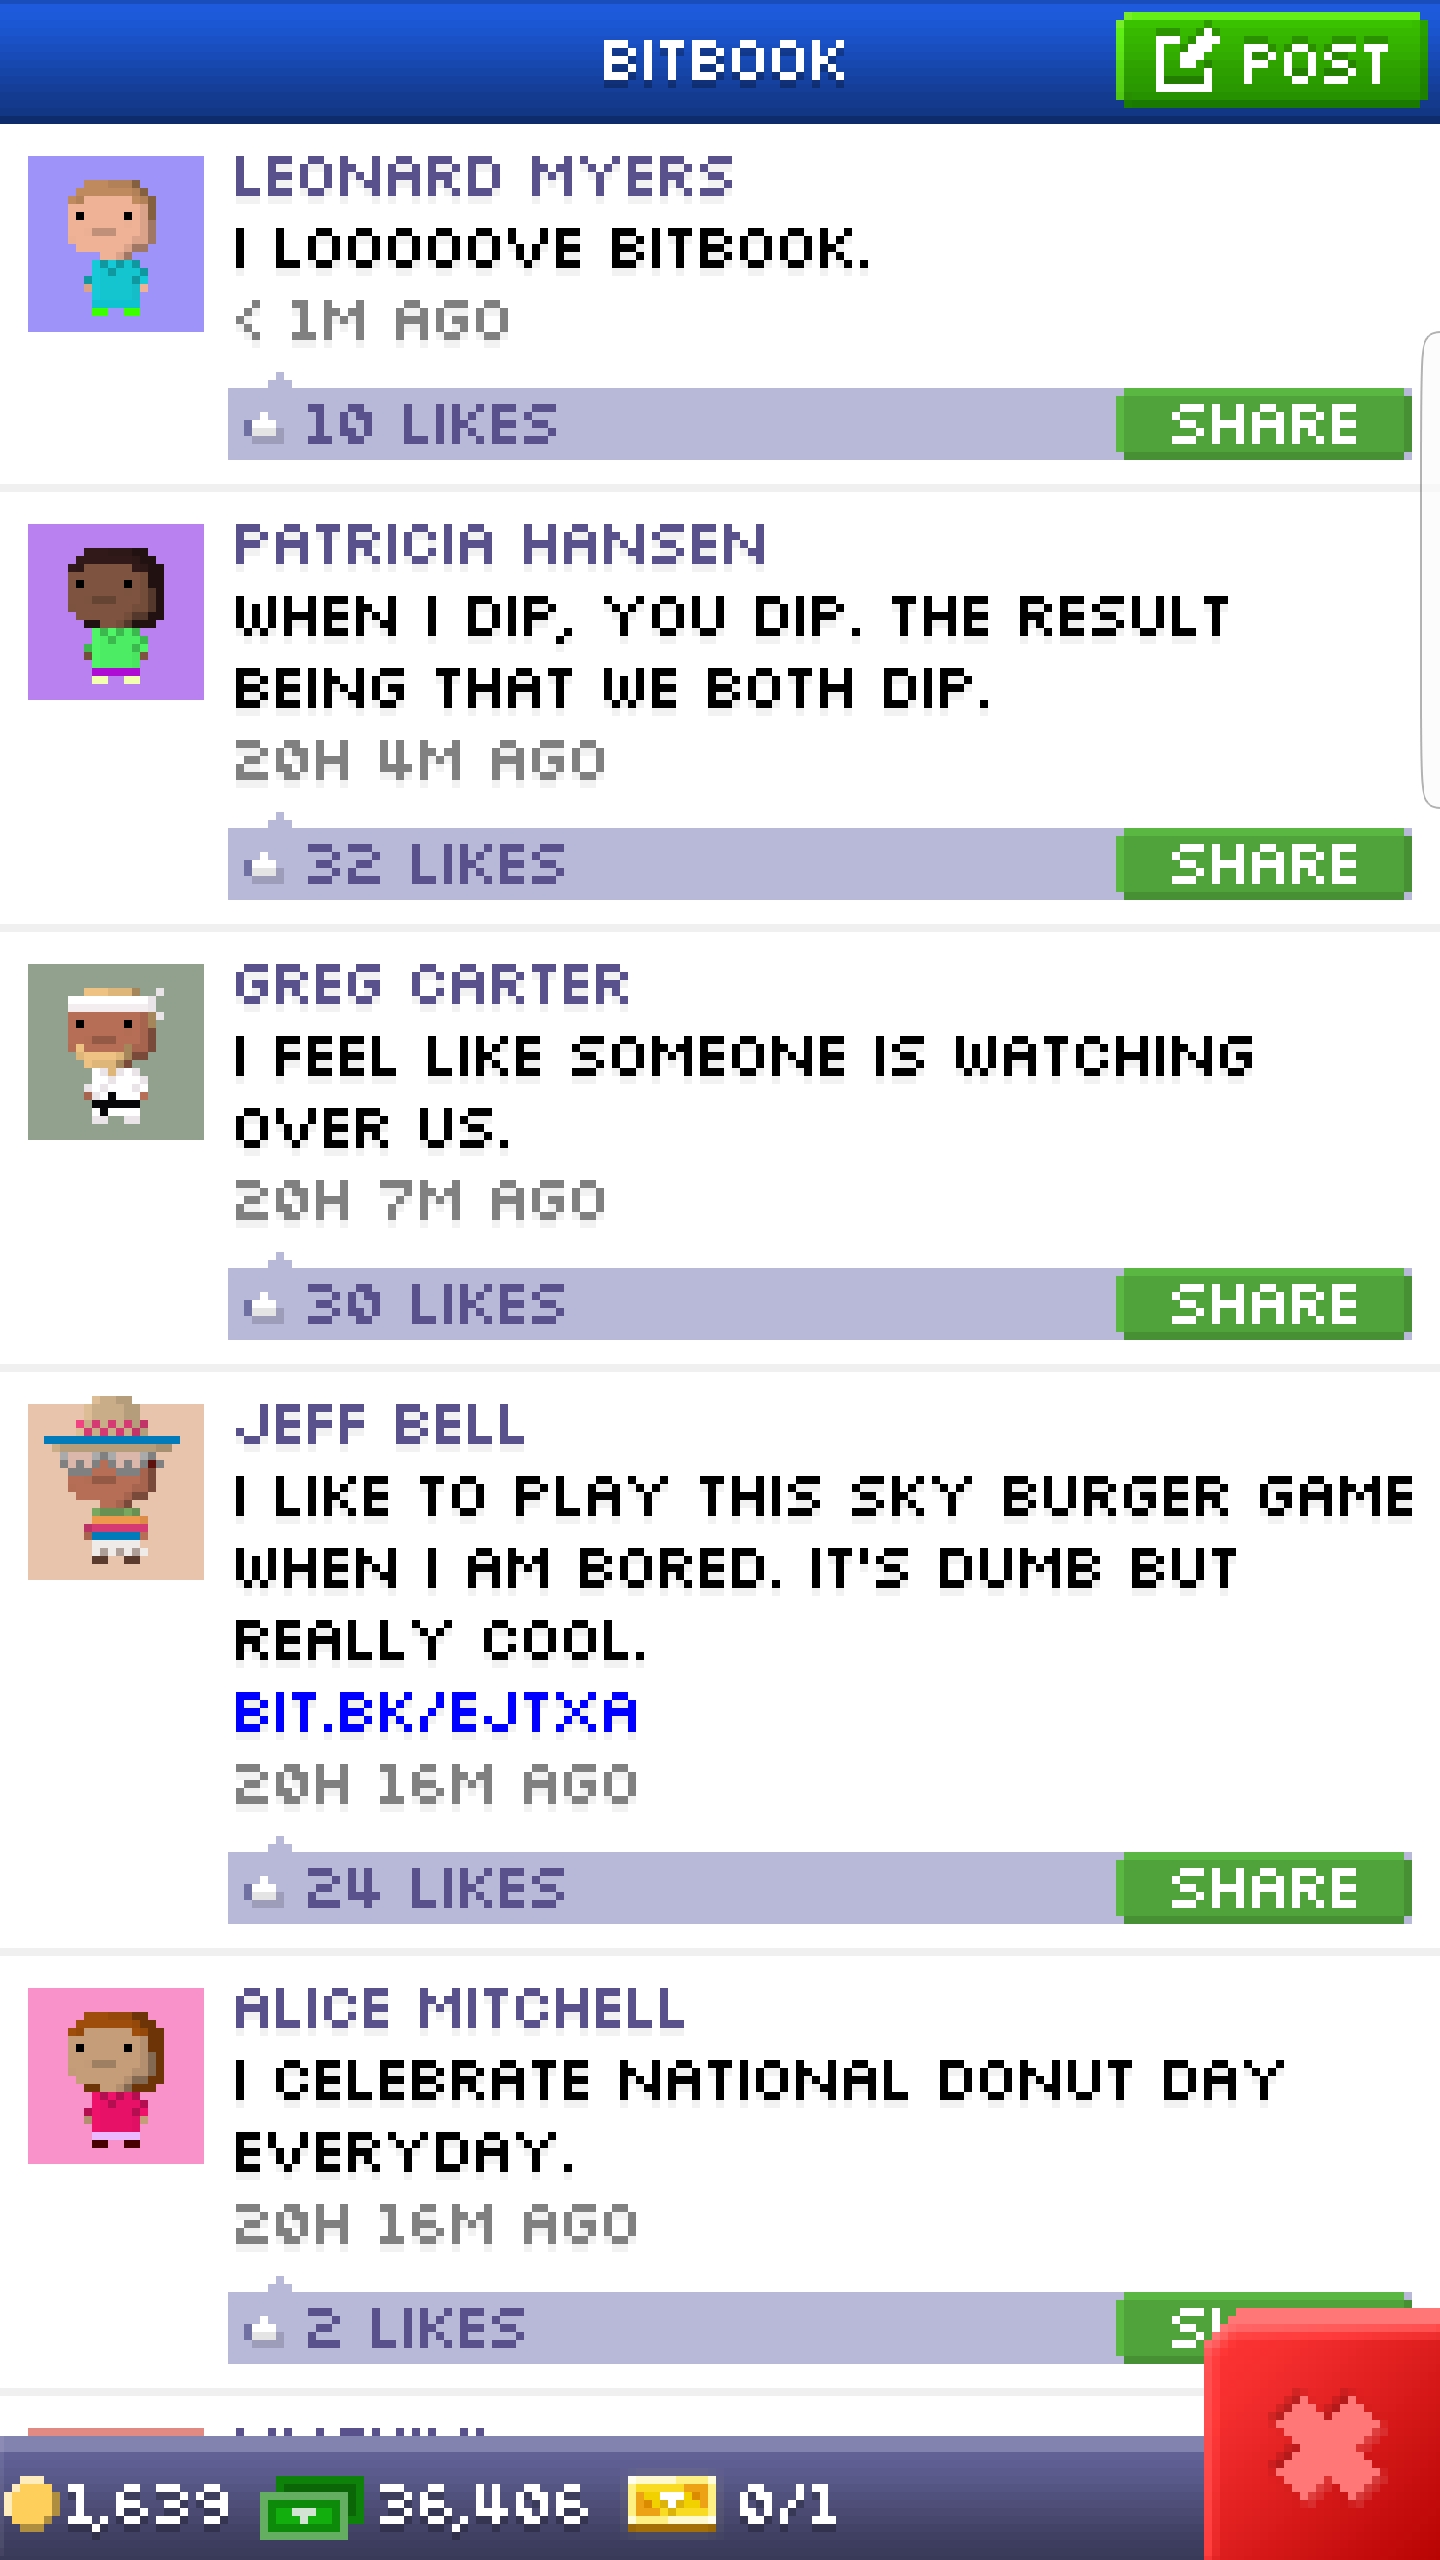 BITBOOK
POST
LEONARD MYERS
I LOOOOOVE BITBOOK.
< 1M AGO
10 LIKES
SHARE
PATRICIA HANSEN
WHEN I DIP, YOU DIP. THE RESULT
BEING THAT WE BOTH DIP.
20H 4M AGO
32 LIKES
SHARE
GREG CARTER
I FEEL LIKE SOMEONE IS WATCHING
OVER US.
20H 7M AGO
30 LIKES
SHARE
JEFF BELL
I LIKE TO PLAY THIS SKY BURGER GAME
WHEN I AM BORED. IT'S DUMB BUT
REALLY COOL.
BIT.BK/EJTXA
20H 16M AGO
24 LIKES
SHARE
ALICE MITCHELL
I CELEBRATE NATIONAL DONUT DAY
EVERYDAY.
20H 16M AGO
2 LIKES
1,639
36,406
0/1